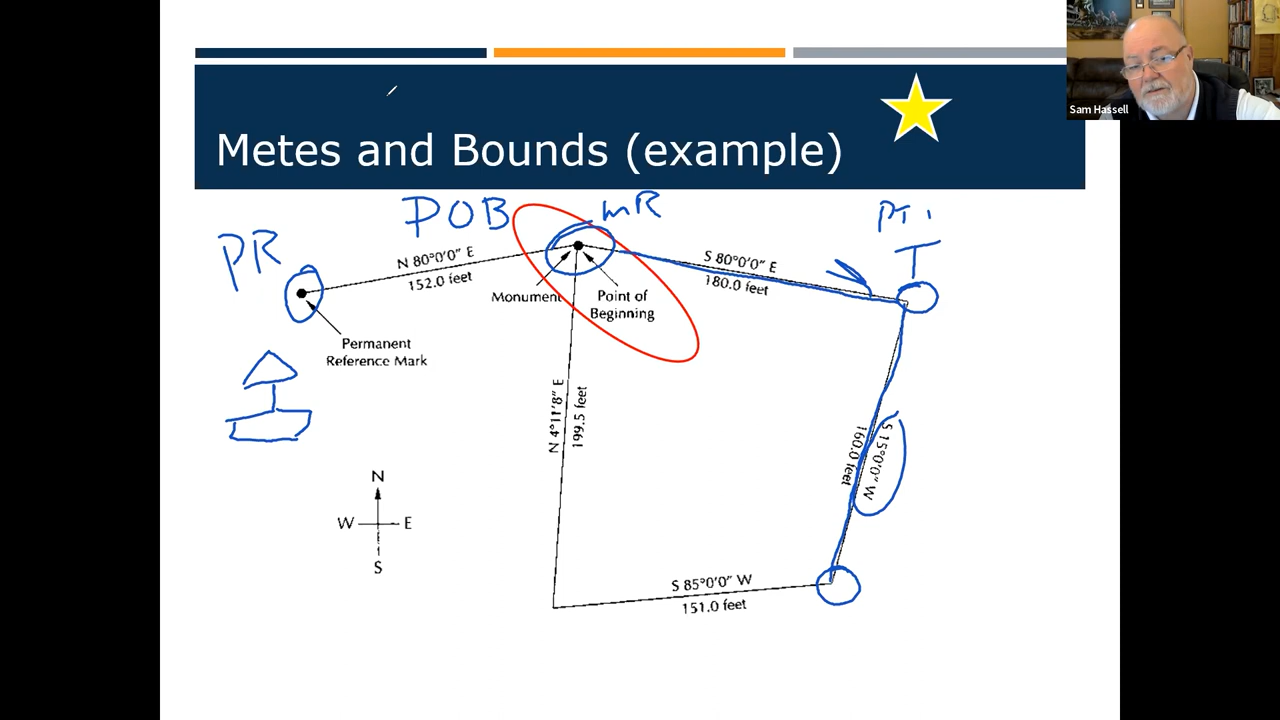 Sam Hassell
Metes and Bounds (example)
POB
mR
PT.
PR
T
N 80°0'0" E
152.0 feet
S 80°0'0" E
180.0 feet
Monument
Point of
Beginning
Permanent
Reference Mark
N 4°11'8" E
199.5 feet
S 15°0'0" W
160.0 feet
N
W
E
S
S 85°0'0" W
151.0 feet